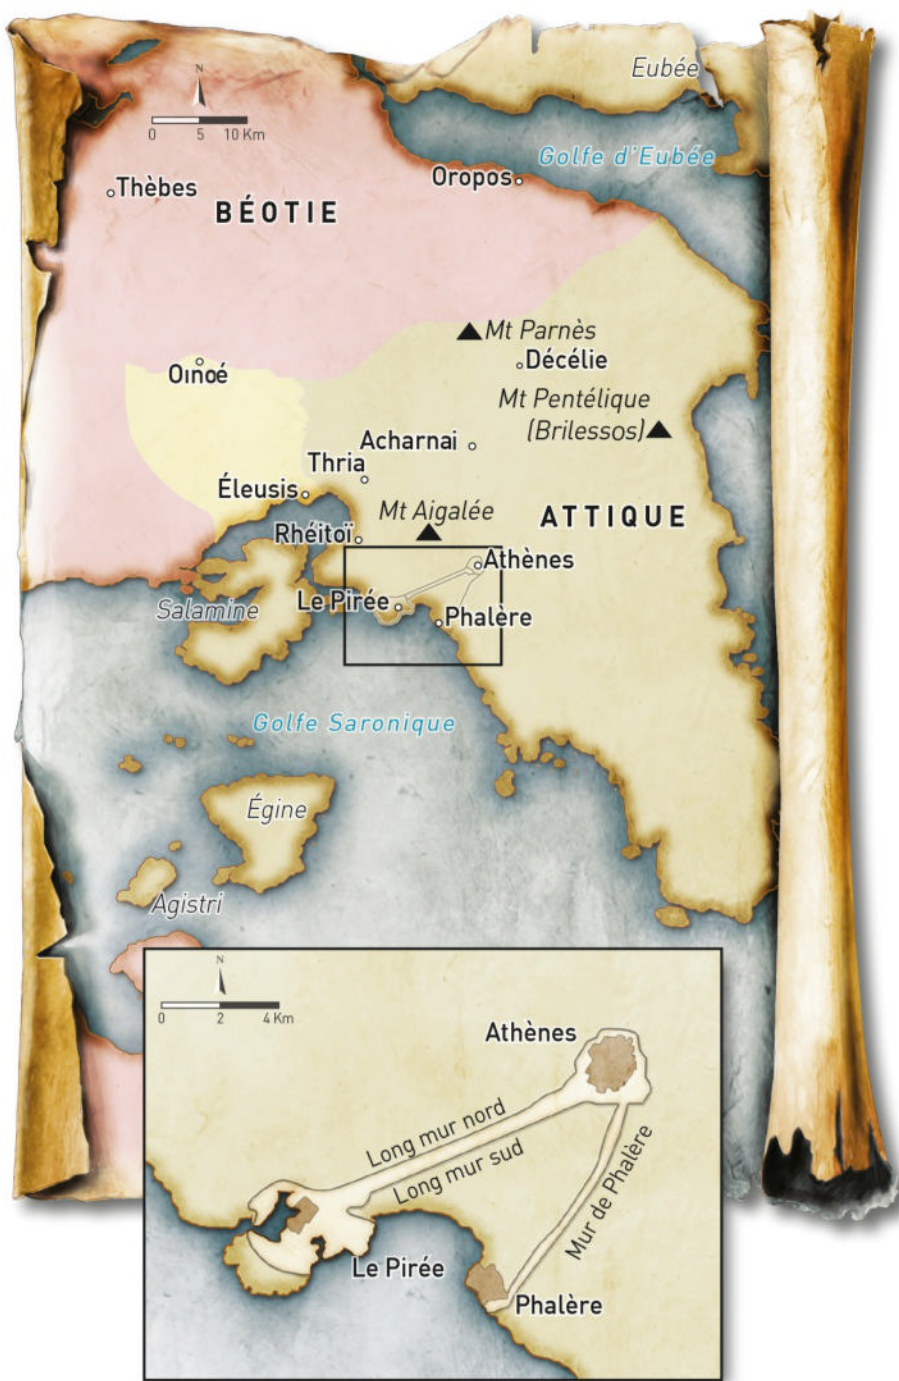 Eubée
N
0 5 10 Km
Golfe d'Eubée
Oropos
Thèbes
BÉOTIE
Mt Parnès
Décélie
Oinoé
Mt Pentélique
(Brilessos)
Acharnai
Thria
Éleusis
Mt Aigalée
ATTIQUE
Rhéitoï
Athènes
Le Pirée
Salamine
Phalère
Golfe Saronique
Égine
Agistri
N
0 2 4 Km
Athènes
Long mur nord
Long mur sud
Mur de Phalère
Le Pirée
Phalère